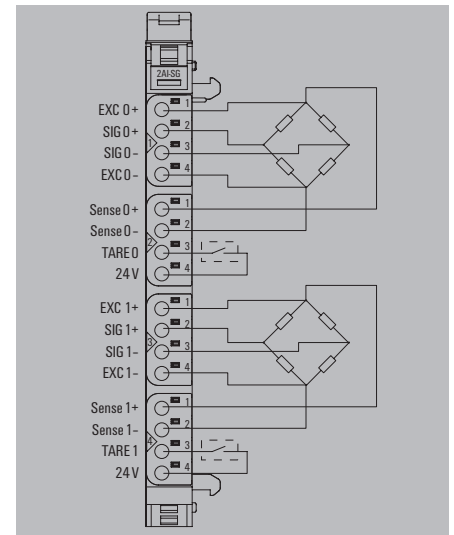 2AI-SG
EXC 0+ 1
SIG 0+ 2
SIG 0– 1 3
EXC 0– 4
Sense 0+ 1
Sense 0– 2
TARE 0 2 3
24 V 4
EXC 1+ 1
SIG 1+ 2
SIG 1– 3 3
EXC 1– 4
Sense 1+ 1
Sense 1– 2
TARE 1 4 3
24 V 4